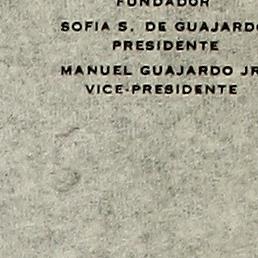 FUNDADOR
SOFIA S. DE GUAJARDO
PRESIDENTE
MANUEL GUAJARDO JR
VICE-PRESIDENTE